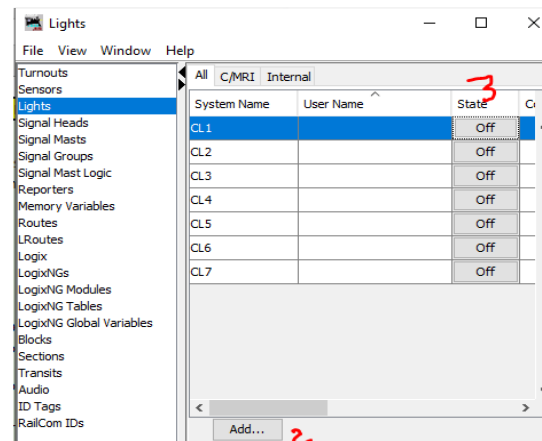 Lights
File View Window Help
Turnouts
Sensors
Lights
Signal Heads
Signal Masts
Signal Groups
Signal Mast Logic
Reporters
Memory Variables
Routes
LRoutes
Logix
LogixNGs
LogixNG Modules
LogixNG Tables
LogixNG Global Variables
Blocks
Sections
Transits
Audio
ID Tags
RailCom IDs
All C/MRI Internal
3
System Name User Name State
CL1 Off
CL2 Off
CL3 Off
CL4 Off
CL5 Off
CL6 Off
CL7 Off
Add...